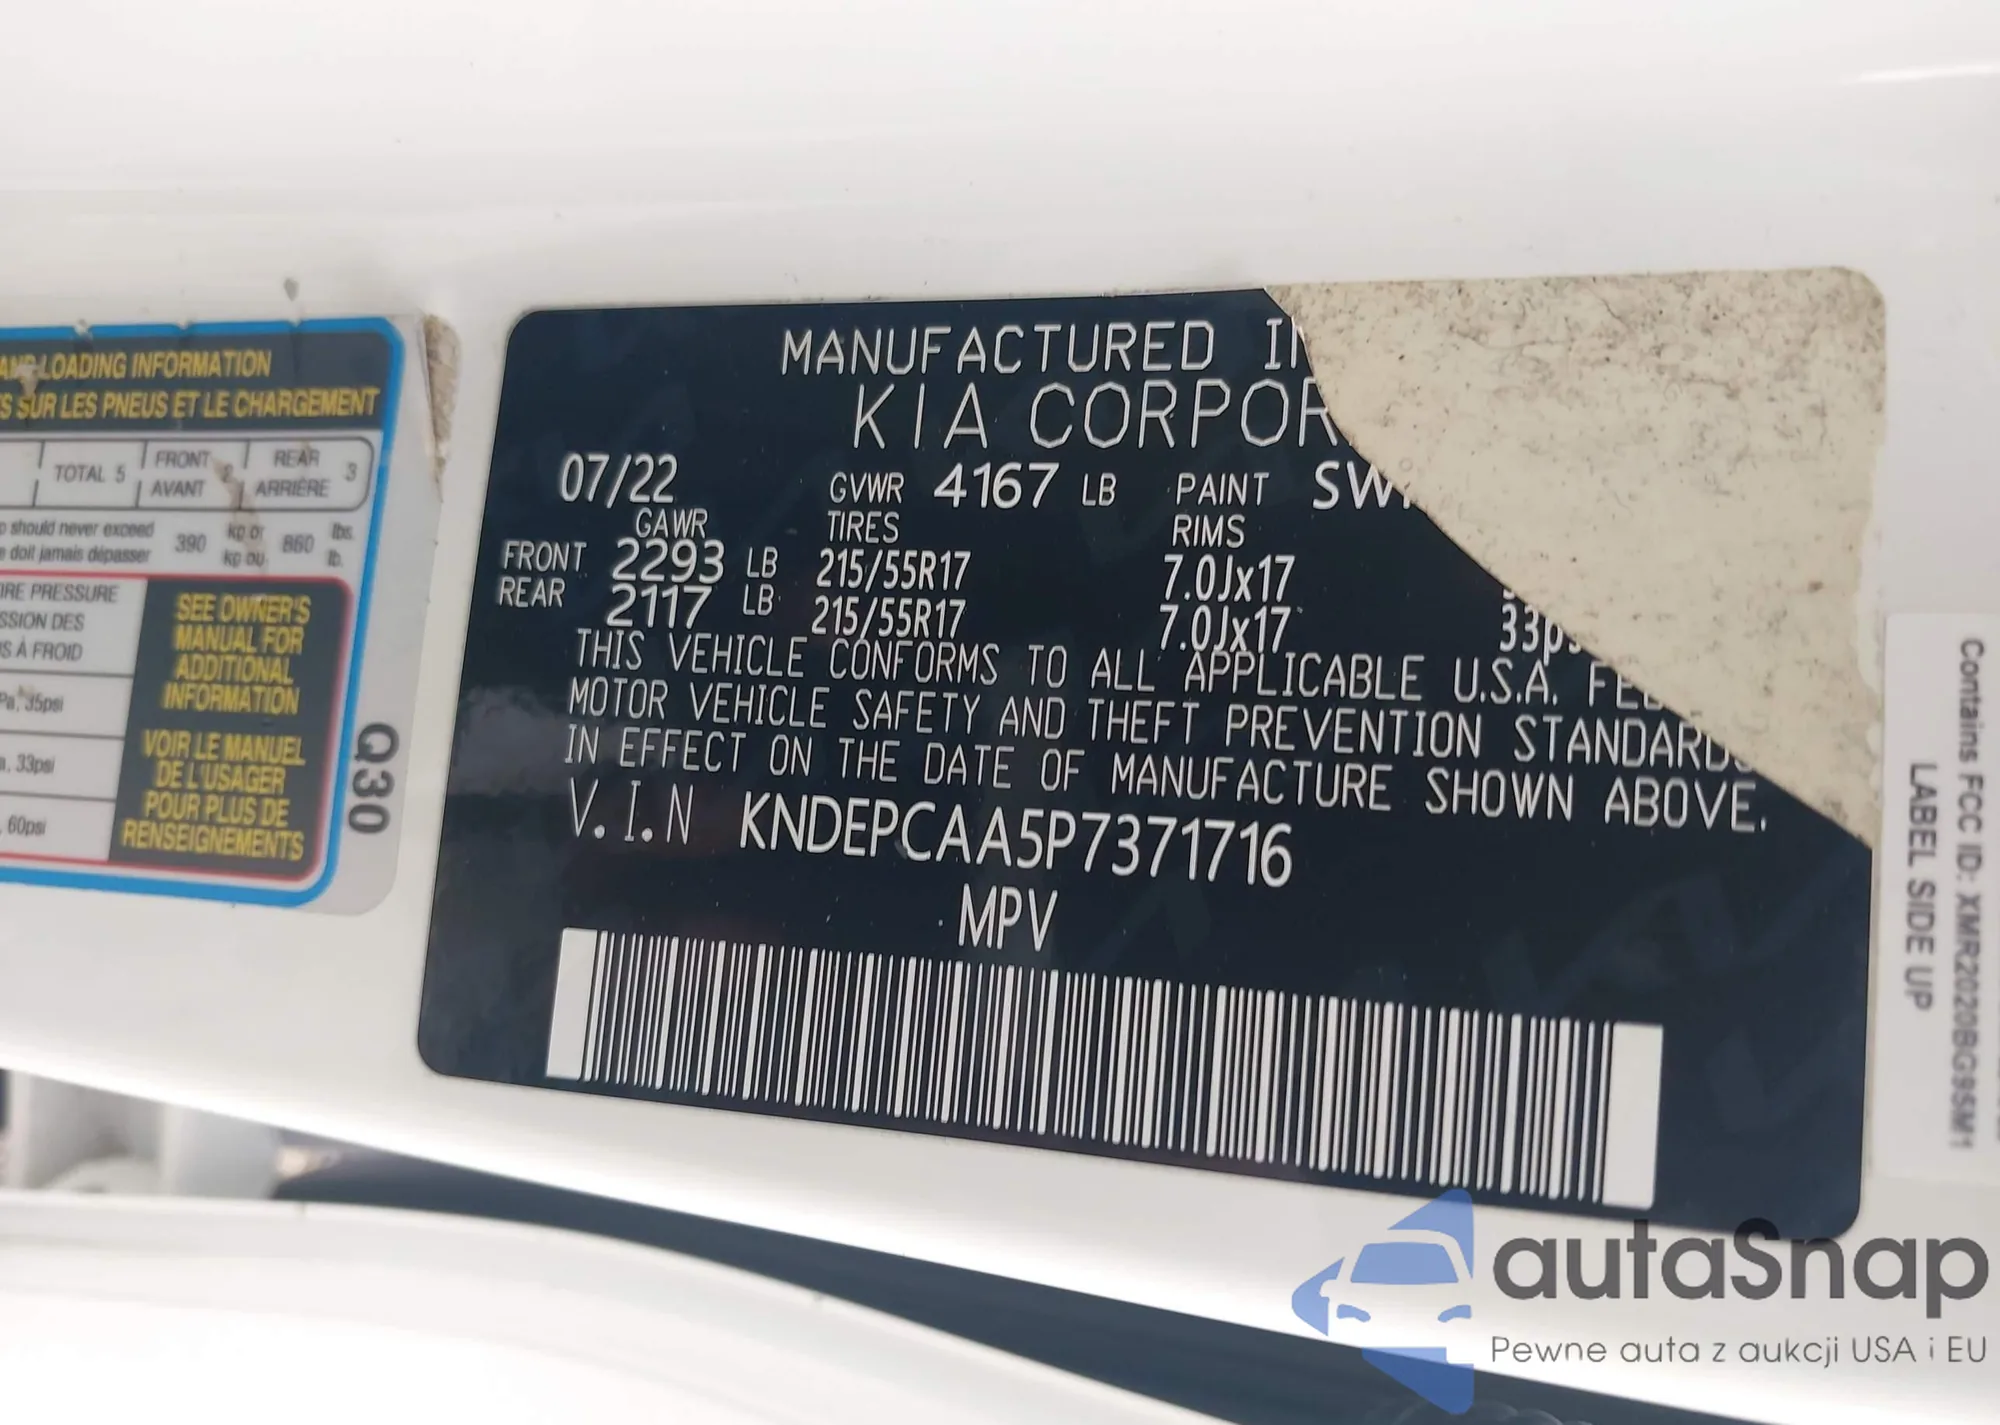 AND LOADING INFORMATION
S SUR LES PNEUS ET LE CHARGEMENT
TOTAL 5
FRONT
AVANT
2
REAR
ARRIÈRE
3
should never exceed
doit jamais dépasser
390
kg or
kg ou
860
lbs.
lb.
IRE PRESSURE
SSION DES
S À FROID
Pa, 35psi
a, 33psi
, 60psi
SEE OWNER'S
MANUAL FOR
ADDITIONAL
INFORMATION
VOIR LE MANUEL
DE L'USAGER
POUR PLUS DE
RENSEIGNEMENTS
Q30
MANUFACTURED IN
KIA CORPOR
07/22 GVWR 4167 LB PAINT SW
GAWR TIRES RIMS
FRONT 2293 LB 215/55R17 7.0Jx17
REAR 2117 LB 215/55R17 7.0Jx17 33p
THIS VEHICLE CONFORMS TO ALL APPLICABLE U.S.A. FE
MOTOR VEHICLE SAFETY AND THEFT PREVENTION STANDARD
IN EFFECT ON THE DATE OF MANUFACTURE SHOWN ABOVE.
V.I.N KNDEPCAA5P7371716
MPV
Contains FCC ID: XMR2020BG95M1
LABEL SIDE UP
autaSnap
Pewne auta z aukcji USA i EU